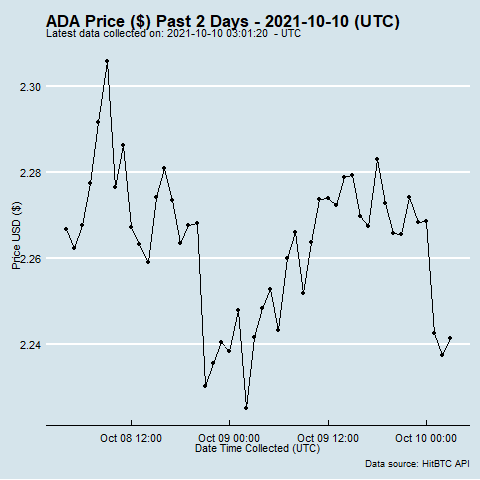 ADA Price ($) Past 2 Days - 2021-10-10 (UTC)
Latest data collected on: 2021-10-10 03:01:20 - UTC
2.30
2.28
2.26
2.24
Price USD ($)
Oct 08 12:00 Oct 09 00:00 Oct 09 12:00 Oct 10 00:00
Date Time Collected (UTC)
Data source: HitBTC API